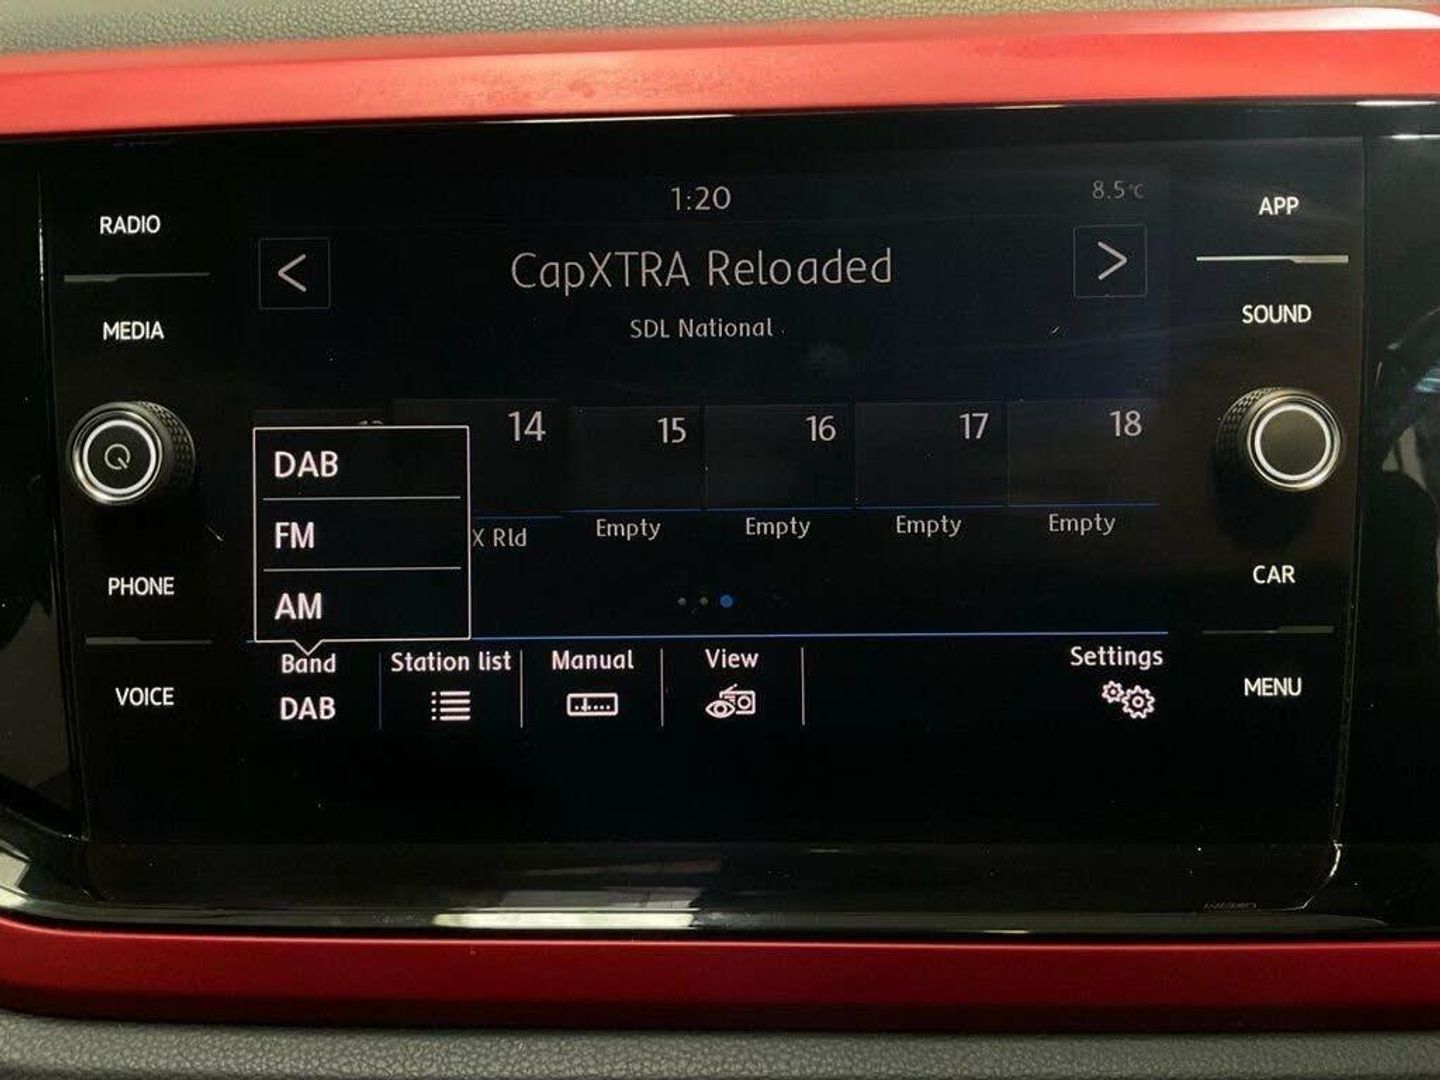 1:20
8.5°C
RADIO
APP
CapXTRA Reloaded
MEDIA
SOUND
SDL National
14
15
16
17
18
DAB
FM
AM
X Rld
Empty
Empty
Empty
Empty
PHONE
CAR
Band
Station list
Manual
View
Settings
DAB
VOICE
MENU